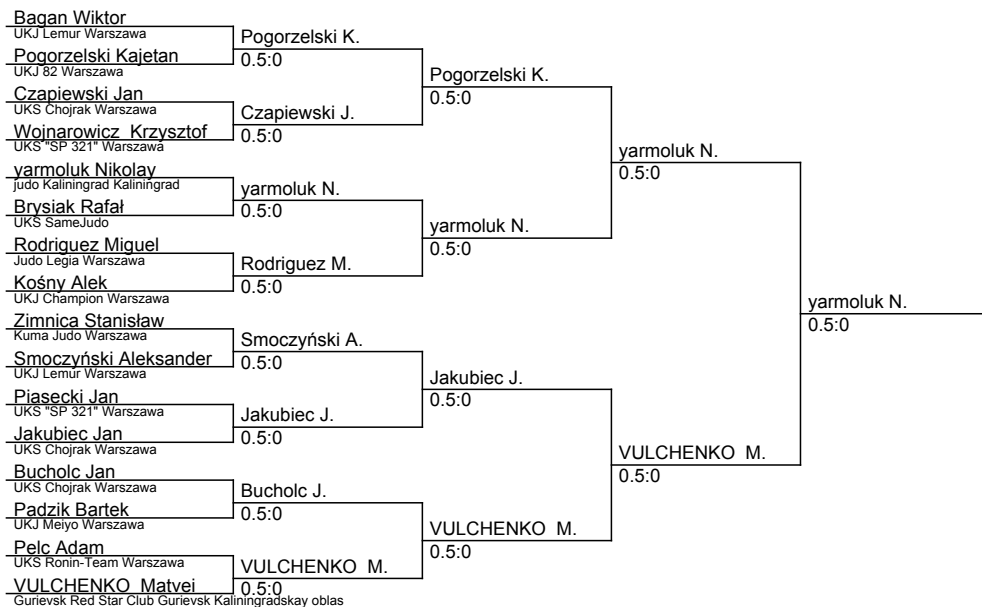 Bagan Wiktor
UKJ Lemur Warszawa
Pogorzelski Kajetan
UKJ 82 Warszawa
Czapiewski Jan
UKS Chojrak Warszawa
Wojnarowicz Krzysztof
UKS "SP 321" Warszawa
yarmoluk Nikolay
judo Kaliningrad Kaliningrad
Brysiak Rafał
UKS SameJudo
Rodriguez Miguel
Judo Legia Warszawa
Kośny Alek
UKJ Champion Warszawa
Zimnica Stanisław
Kuma Judo Warszawa
Smoczyński Aleksander
UKJ Lemur Warszawa
Piasecki Jan
UKS "SP 321" Warszawa
Jakubiec Jan
UKS Chojrak Warszawa
Bucholc Jan
UKS Chojrak Warszawa
Padzik Bartek
UKJ Meiyo Warszawa
Pelc Adam
UKS Ronin-Team Warszawa
VULCHENKO Matvei
Gurievsk Red Star Club Gurievsk Kaliningradskay oblas
Pogorzelski K.
0.5:0
Czapiewski J.
0.5:0
yarmoluk N.
0.5:0
Rodriguez M.
0.5:0
Smoczyński A.
0.5:0
Jakubiec J.
0.5:0
Bucholc J.
0.5:0
VULCHENKO M.
0.5:0
Pogorzelski K.
0.5:0
yarmoluk N.
0.5:0
Jakubiec J.
0.5:0
VULCHENKO M.
0.5:0
yarmoluk N.
0.5:0
VULCHENKO M.
0.5:0
yarmoluk N.
0.5:0